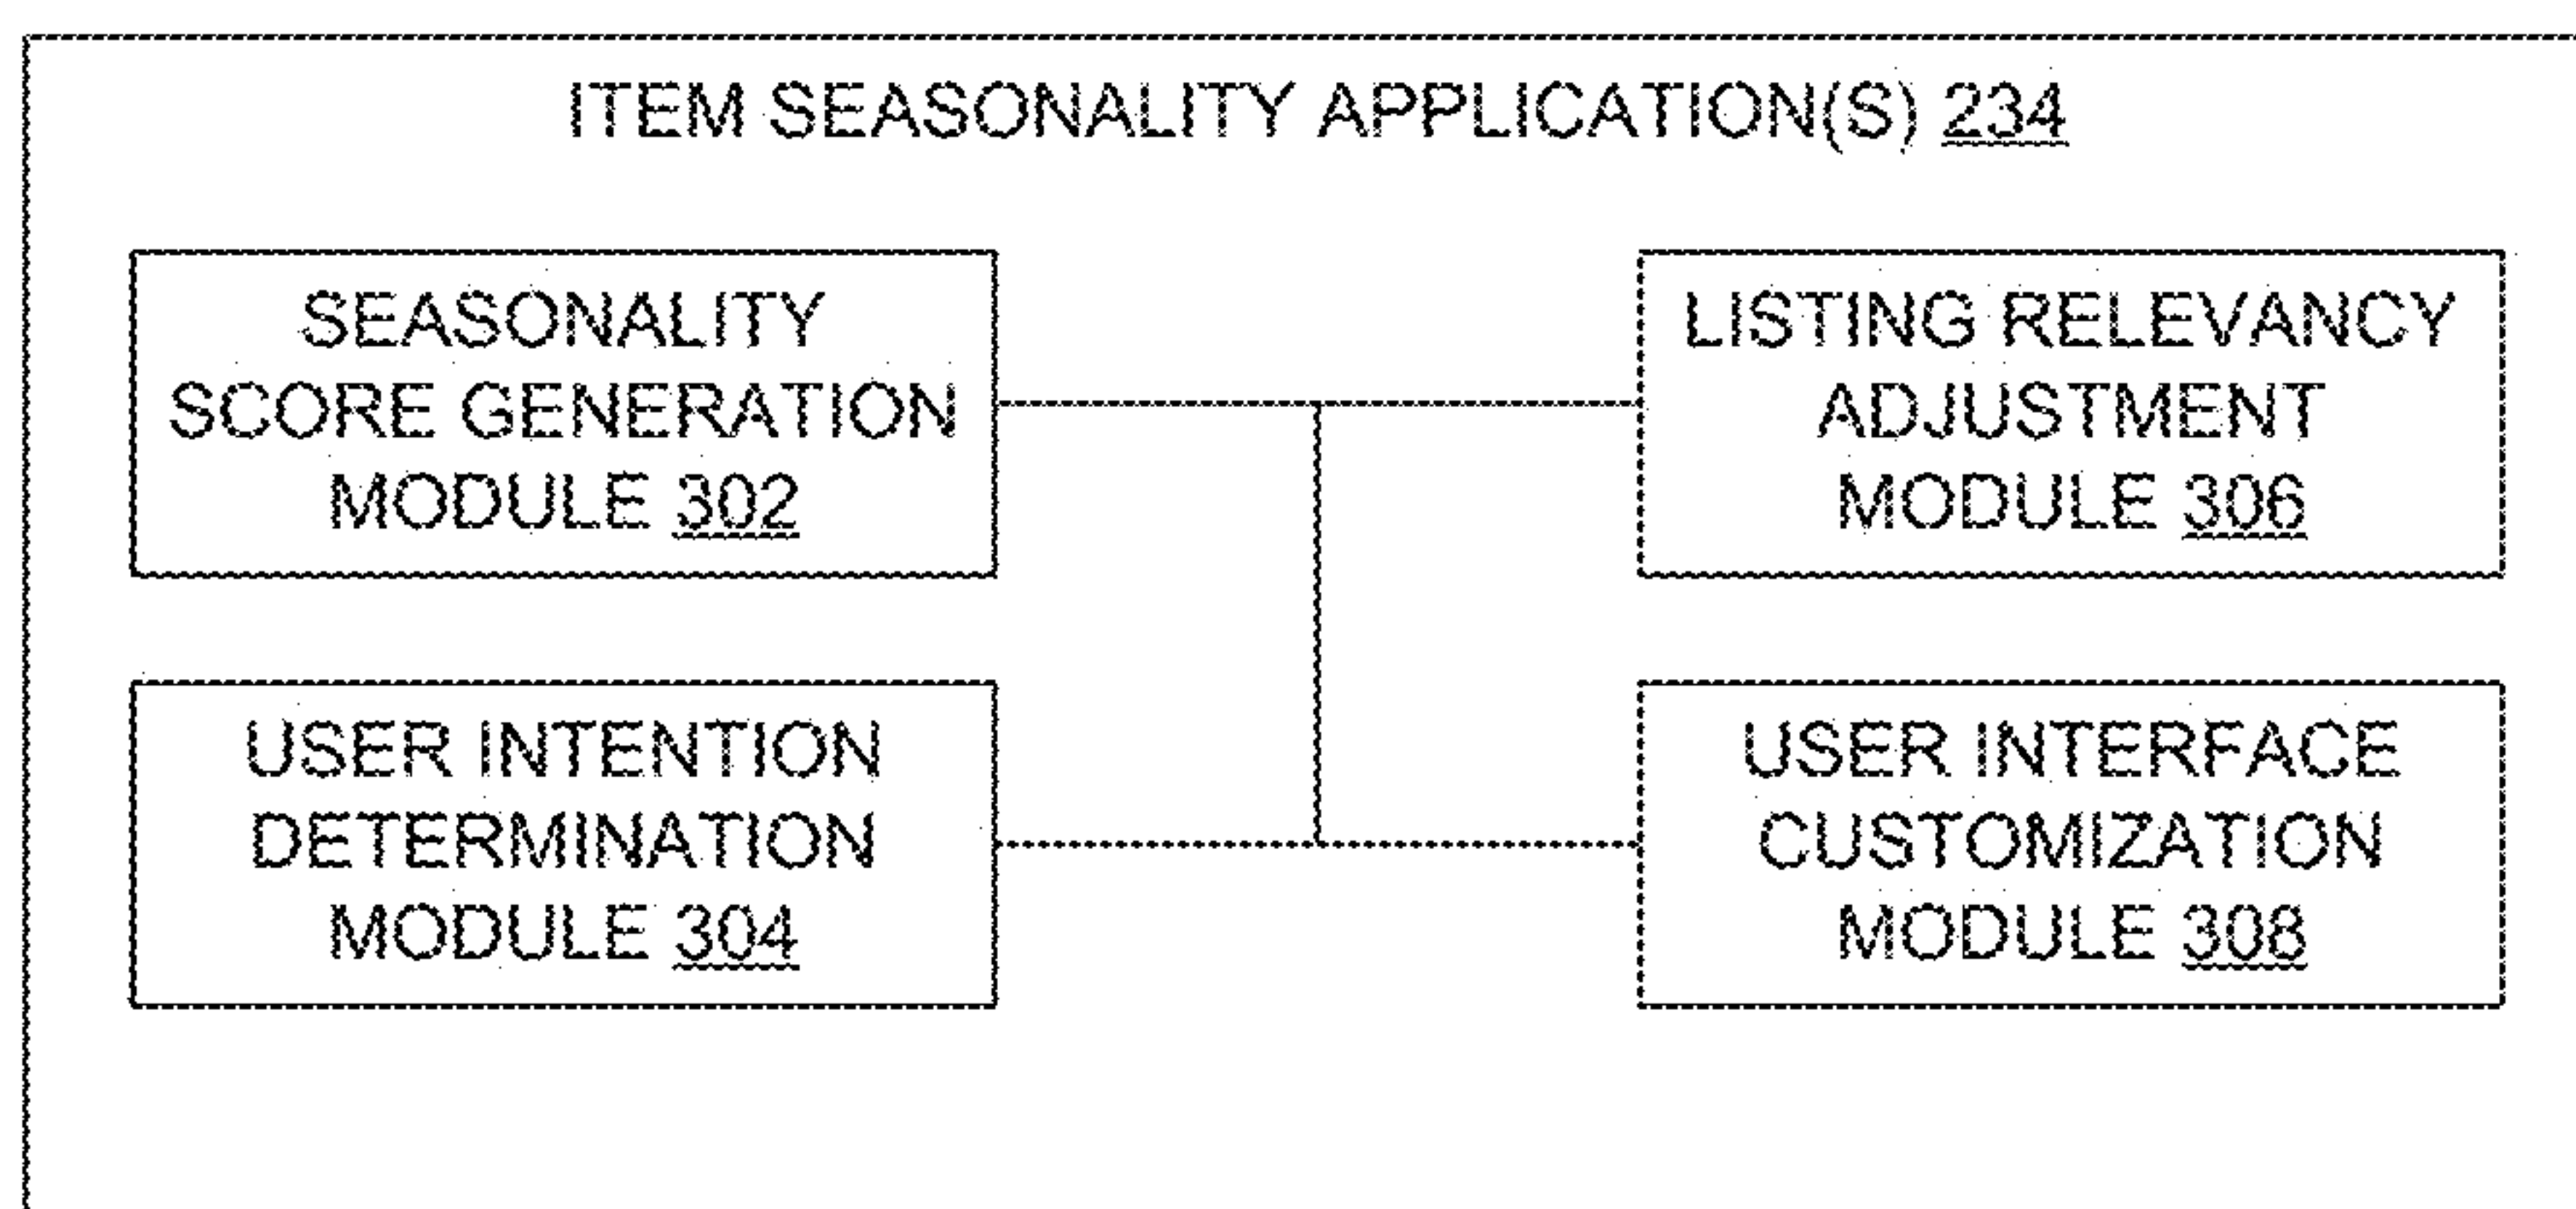 ITEM SEASONALITY APPLICATION(S) 234
SEASONALITY
SCORE GENERATION
MODULE 302
LISTING RELEVANCY
ADJUSTMENT
MODULE 306
USER INTENTION
DETERMINATION
MODULE 304
USER INTERFACE
CUSTOMIZATION
MODULE 308